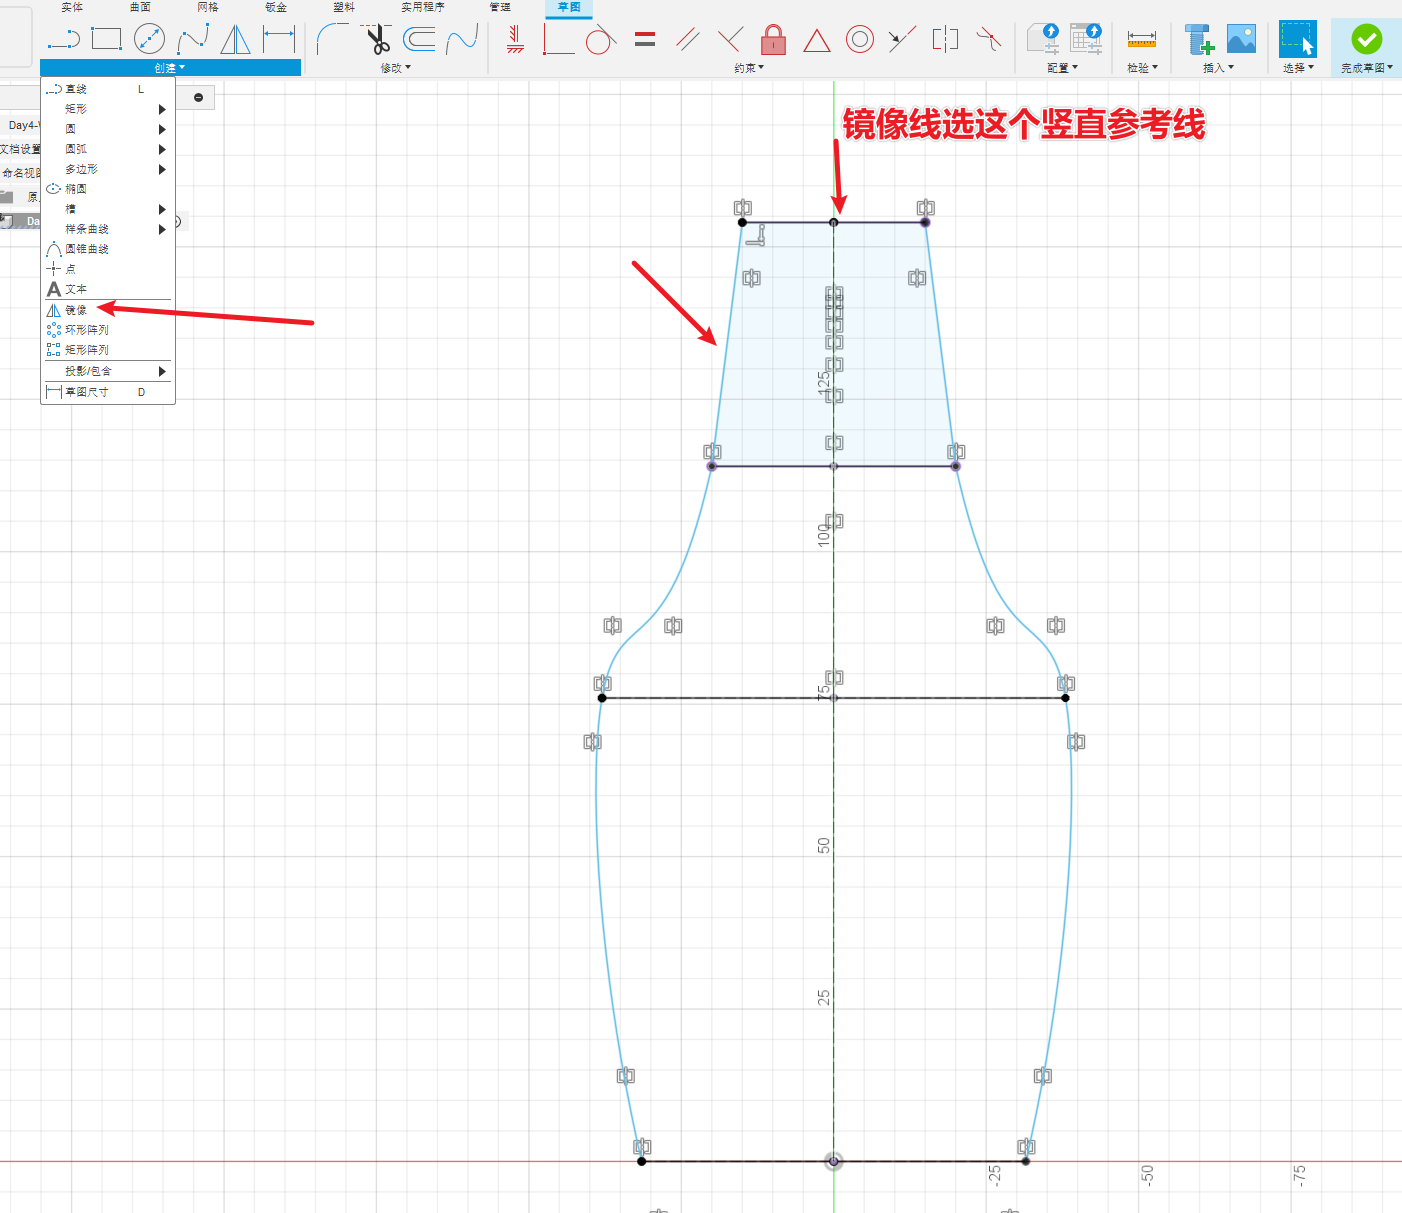 实体 曲面 网格 钣金 塑料 实用程序 管理 草图
创建 修改 约束 配置 检验 插入 选择 完成草图
直线 L
矩形
圆
圆弧
多边形
椭圆
槽
样条曲线
圆锥曲线
点
文本
镜像
环形阵列
矩形阵列
投影/包含
草图尺寸 D
Day4-
文档设置
命名视图
原
Da
镜像线选这个竖直参考线
125
100
75
50
25
-25
-50
-75